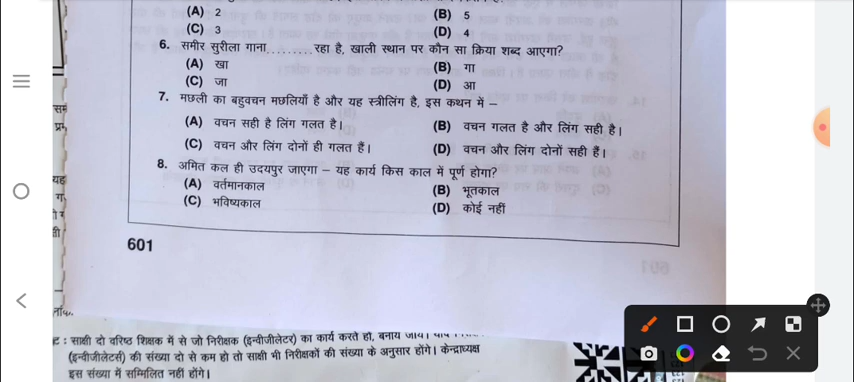 (A) 2 (B) 5
(C) 3 (D) 4
6. समीर सुरीला गाना.........रहा है, खाली स्थान पर कौन सा क्रिया शब्द आएगा?
(A) खा (B) गा
(C) जा (D) आ
7. मछली का बहुवचन मछलियाँ है और यह स्त्रीलिंग है, इस कथन में –
(A) वचन सही है लिंग गलत है। (B) वचन गलत है और लिंग सही है।
(C) वचन और लिंग दोनों ही गलत हैं। (D) वचन और लिंग दोनों सही हैं।
8. अमित कल ही उदयपुर जाएगा – यह कार्य किस काल में पूर्ण होगा?
(A) वर्तमानकाल (B) भूतकाल
(C) भविष्यकाल (D) कोई नहीं
601
: साक्षी दो वरिष्ठ शिक्षक में से जो निरीक्षक (इन्वीजीलेटर) का कार्य करते हो, बनाय जाये।
(इन्वीजीलेटर्स) की संख्या दो से कम हो तो साक्षी भी निरीक्षकों की संख्या के अनुसार होंगे। केन्द्राध्यक्ष
इस संख्या में सम्मिलित नहीं होंगे।